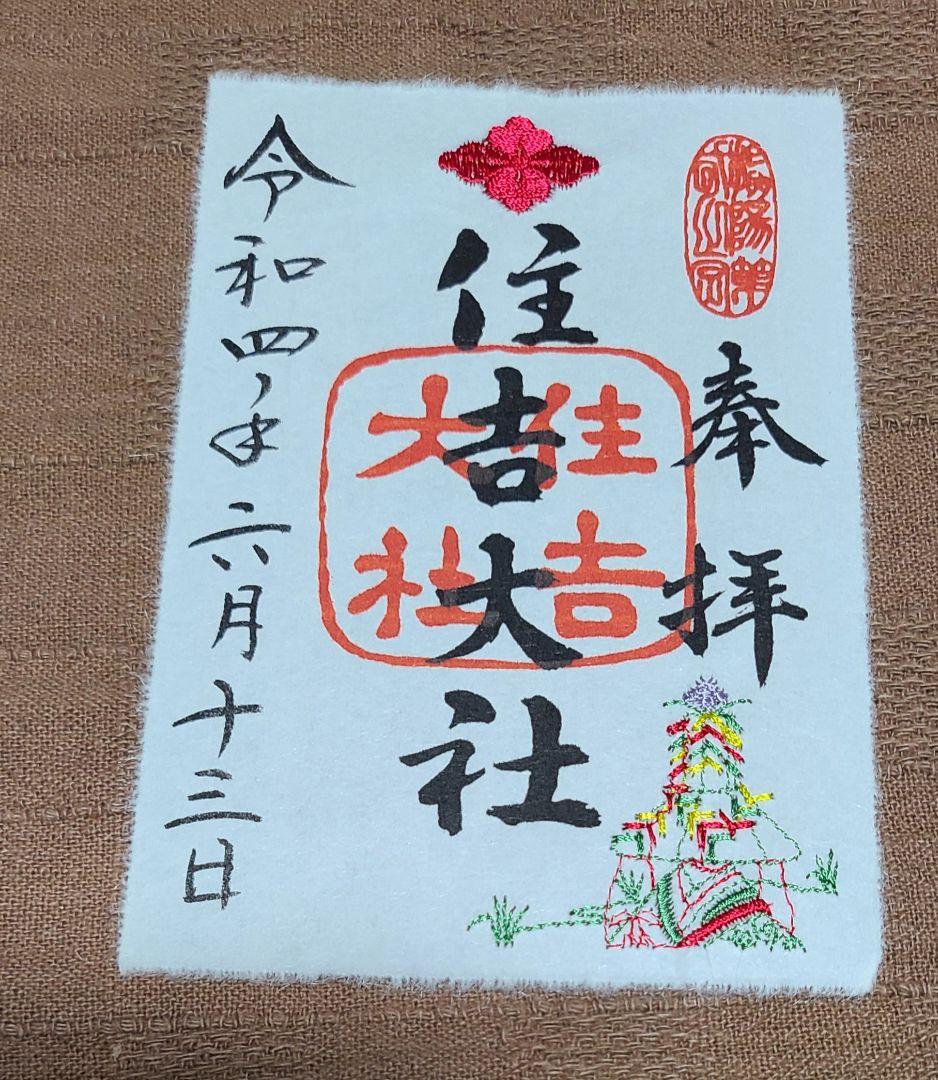 奉拝
住吉大社
住吉
大社
令和四年六月十三日